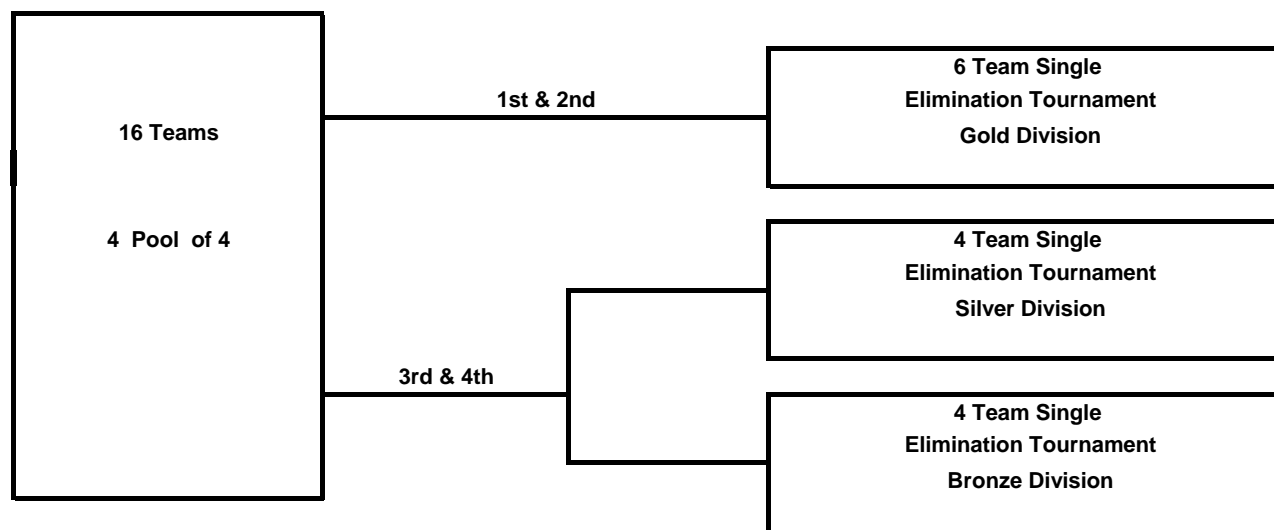 16 Teams
4 Pool of 4
1st & 2nd
3rd & 4th
6 Team Single
Elimination Tournament
Gold Division
4 Team Single
Elimination Tournament
Silver Division
4 Team Single
Elimination Tournament
Bronze Division